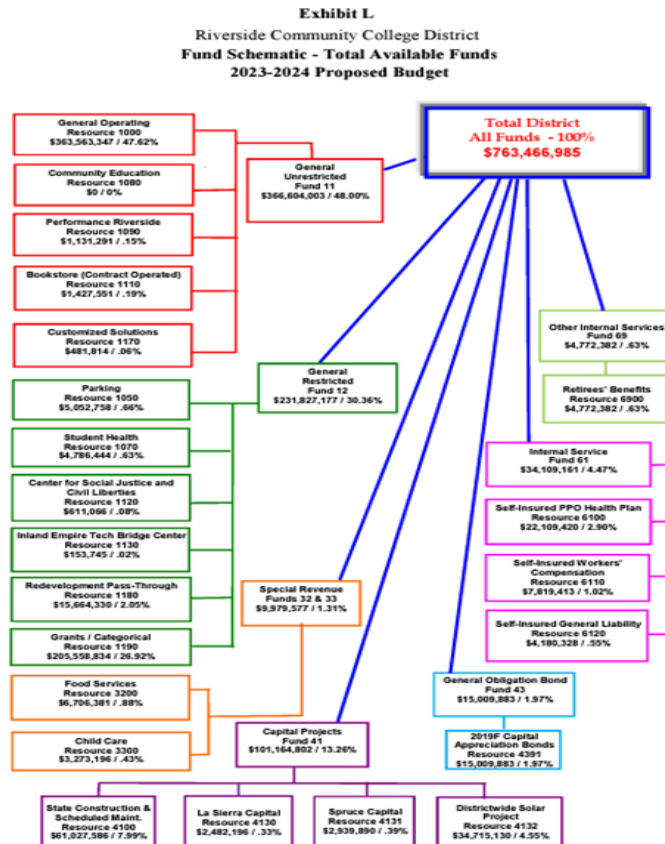 Exhibit L
Riverside Community College District
Fund Schematic - Total Available Funds
2023-2024 Proposed Budget
Total District
All Funds - 100%
$763,466,985
General Operating
Resource 1000
$363,563,347 / 47.62%
General
Unrestricted
Fund 11
$366,604,003 / 48.00%
Community Education
Resource 1080
$0 / 0%
Performance Riverside
Resource 1090
$1,131,291 / .15%
Bookstore (Contract Operated)
Resource 1110
$1,427,551 / .19%
Customized Solutions
Resource 1170
$481,814 / .06%
Other Internal Services
Fund 69
$4,772,382 / .63%
Retirees' Benefits
Resource 6900
$4,772,382 / .63%
General
Restricted
Fund 12
$231,827,177 / 30.36%
Parking
Resource 1050
$5,052,758 / .66%
Student Health
Resource 1070
$4,786,444 / .63%
Center for Social Justice and
Civil Liberties
Resource 1120
$611,066 / .08%
Inland Empire Tech Bridge Center
Resource 1130
$153,745 / .02%
Redevelopment Pass-Through
Resource 1180
$15,664,330 / 2.05%
Grants / Categorical
Resource 1190
$205,558,834 / 26.92%
Internal Service
Fund 61
$34,109,161 / 4.47%
Self-Insured PPO Health Plan
Resource 6100
$22,109,420 / 2.90%
Self-Insured Workers'
Compensation
Resource 6110
$7,819,413 / 1.02%
Self-Insured General Liability
Resource 6120
$4,180,328 / .55%
Special Revenue
Funds 32 & 33
$9,979,577 / 1.31%
Food Services
Resource 3200
$6,706,381 / .88%
Child Care
Resource 3300
$3,273,196 / .43%
General Obligation Bond
Fund 43
$15,009,883 / 1.97%
2019F Capital
Appreciation Bonds
Resource 4391
$15,009,883 / 1.97%
Capital Projects
Fund 41
$101,164,802 / 13.26%
State Construction &
Scheduled Maint.
Resource 4100
$61,027,586 / 7.99%
La Sierra Capital
Resource 4130
$2,482,196 / .33%
Spruce Capital
Resource 4131
$2,939,890 / .39%
Districtwide Solar
Project
Resource 4132
$34,715,130 / 4.55%